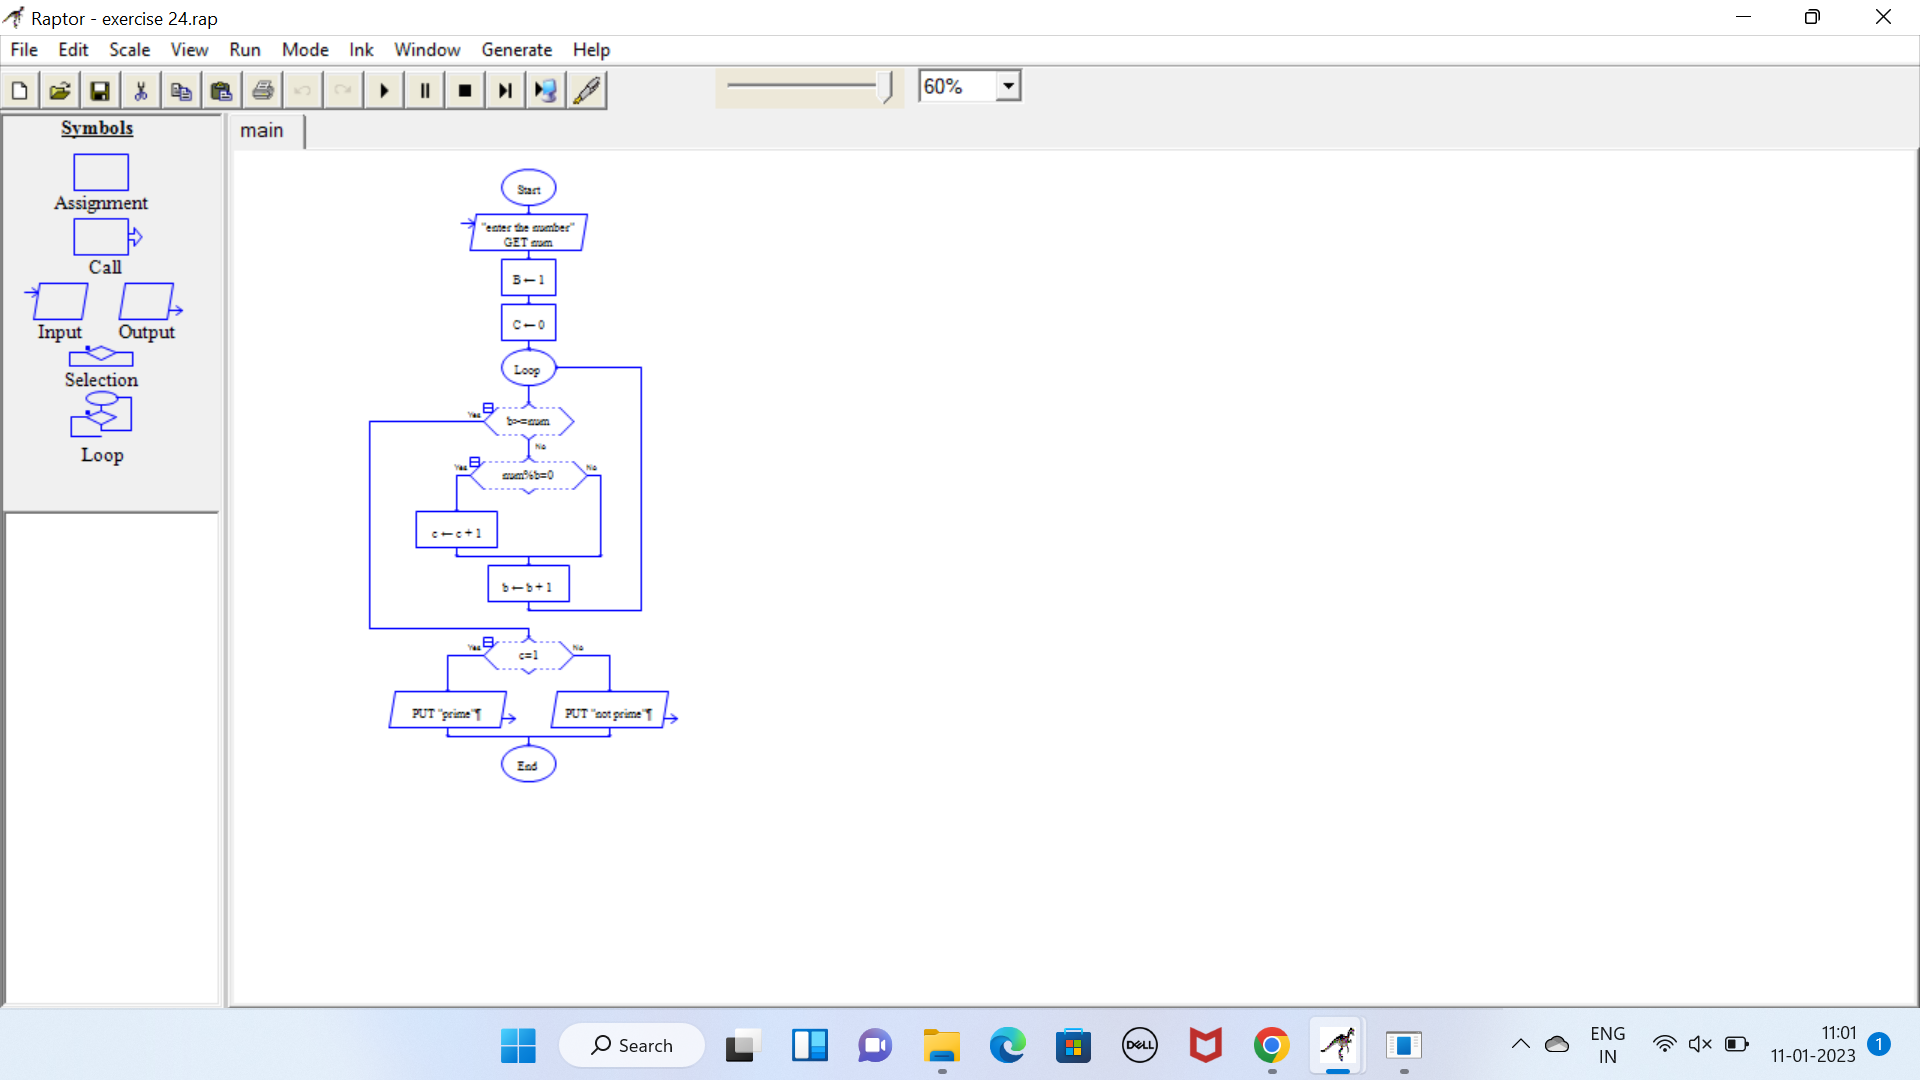 Raptor - exercise 24.rap
File Edit Scale View Run Mode Ink Window Generate Help
60%
Symbols
Assignment
Call
Input Output
Selection
Loop
main
Start
"enter the number"
GET num
B ← 1
C ← 0
Loop
Yes
b>=num
No
Yes
num%b=0
No
c ← c + 1
b ← b + 1
Yes
c=1
No
PUT "prime"¶
PUT "not prime"¶
End
Search
DELL
ENG
IN
11:01
11-01-2023
1